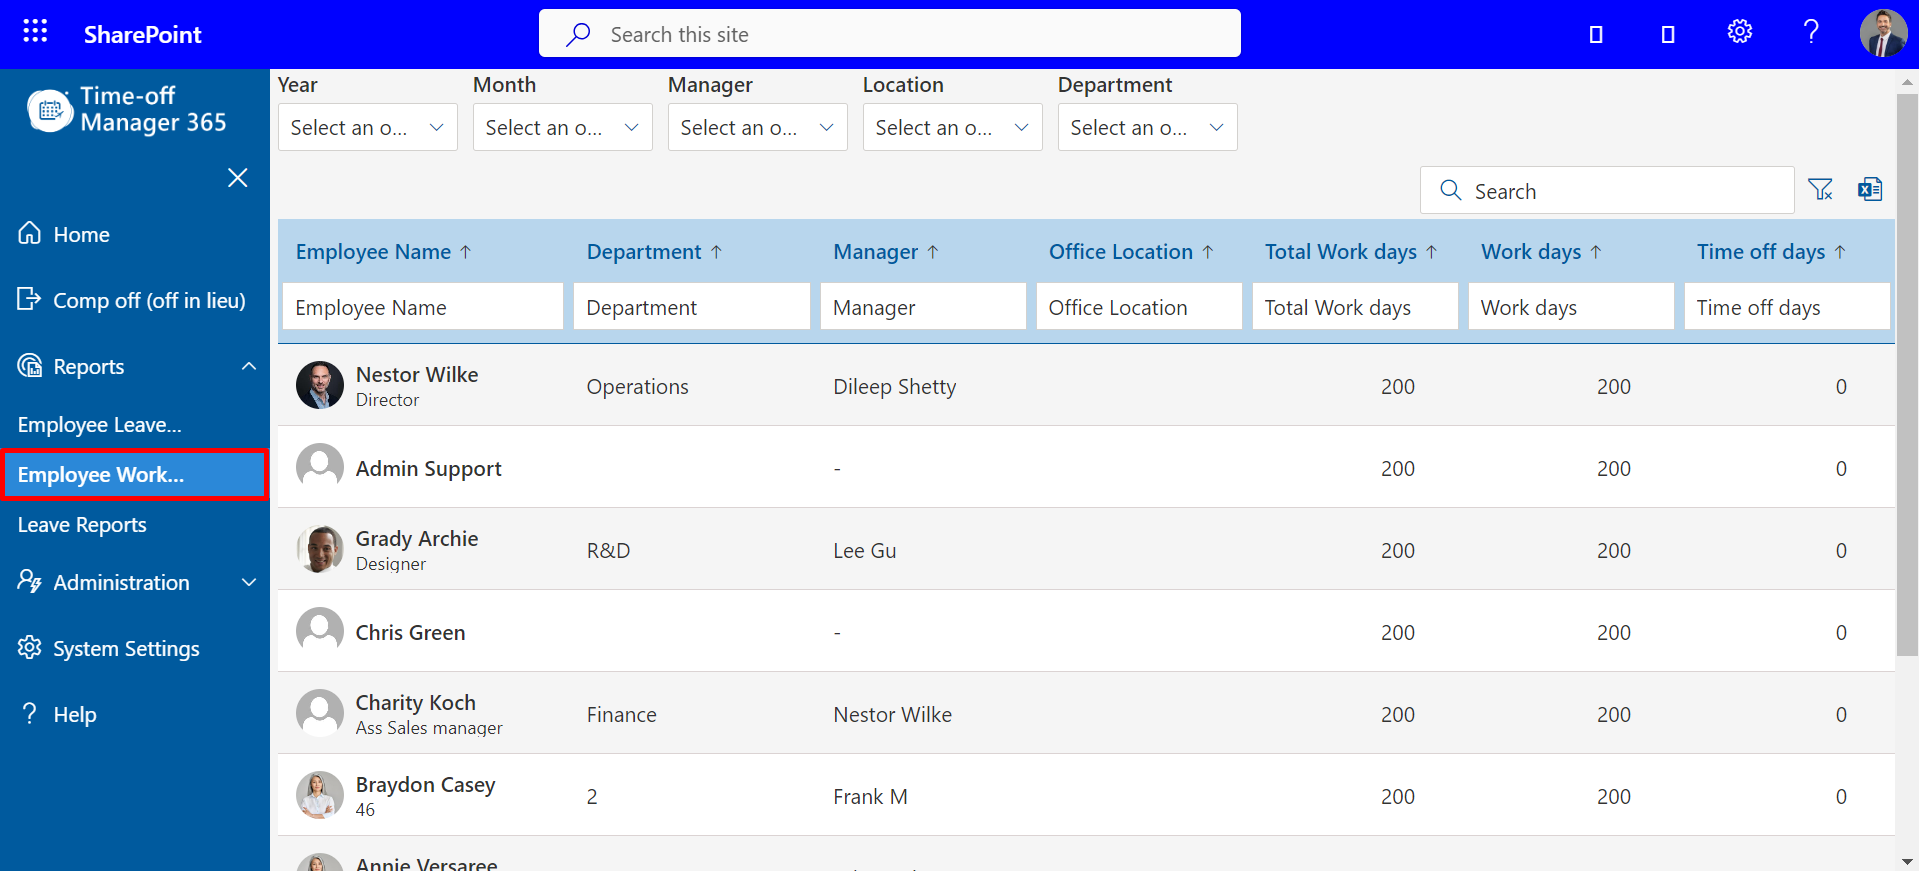 SharePoint
Search this site
Time-off
Manager 365
Home
Comp off (off in lieu)
Reports
Employee Leave...
Employee Work...
Leave Reports
Administration
System Settings
Help
Year Month Manager Location Department
Select an o... Select an o... Select an o... Select an o... Select an o...
Search
Employee Name ↑ Department ↑ Manager ↑ Office Location ↑ Total Work days ↑ Work days ↑ Time off days ↑
Employee Name Department Manager Office Location Total Work days Work days Time off days
Nestor Wilke
Director
Operations Dileep Shetty 200 200 0
Admin Support - 200 200 0
Grady Archie
Designer
R&D Lee Gu 200 200 0
Chris Green - 200 200 0
Charity Koch
Ass Sales manager
Finance Nestor Wilke 200 200 0
Braydon Casey
46
2 Frank M 200 200 0
Annie Versaree